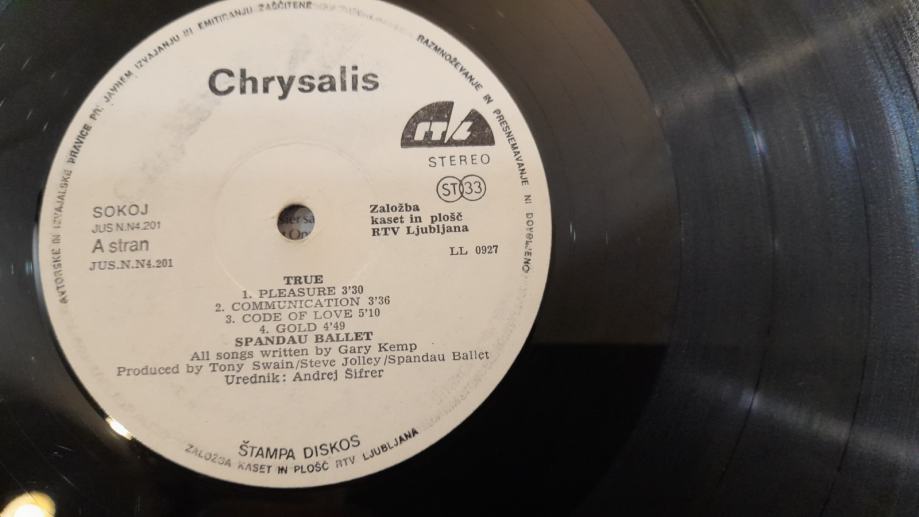 AVTORSKE IN IZVAJALSKE PRAVICE PRI JAVNEM IZVAJANJU IN EMITIRANJU ZAŠČITENE
RAZMNOŽEVANJE IN PRESNEMAVANJE NI DOVOLJENO
Chrysalis
RTVL
STEREO
ST 33
SOKOJ
JUS N.N4.201
A stran
JUS.N.N4.201
Založba
kaset in plošč
RTV Ljubljana
LL 0927
TRUE
1. PLEASURE 3'30
2. COMMUNICATION 3'36
3. CODE OF LOVE 5'10
4. GOLD 4'49
SPANDAU BALLET
All songs written by Gary Kemp
Produced by Tony Swain/Steve Jolley/Spandau Ballet
Urednik: Andrej Šifrer
ŠTAMPA DISKOS
ZALOŽBA KASET IN PLOŠČ RTV LJUBLJANA